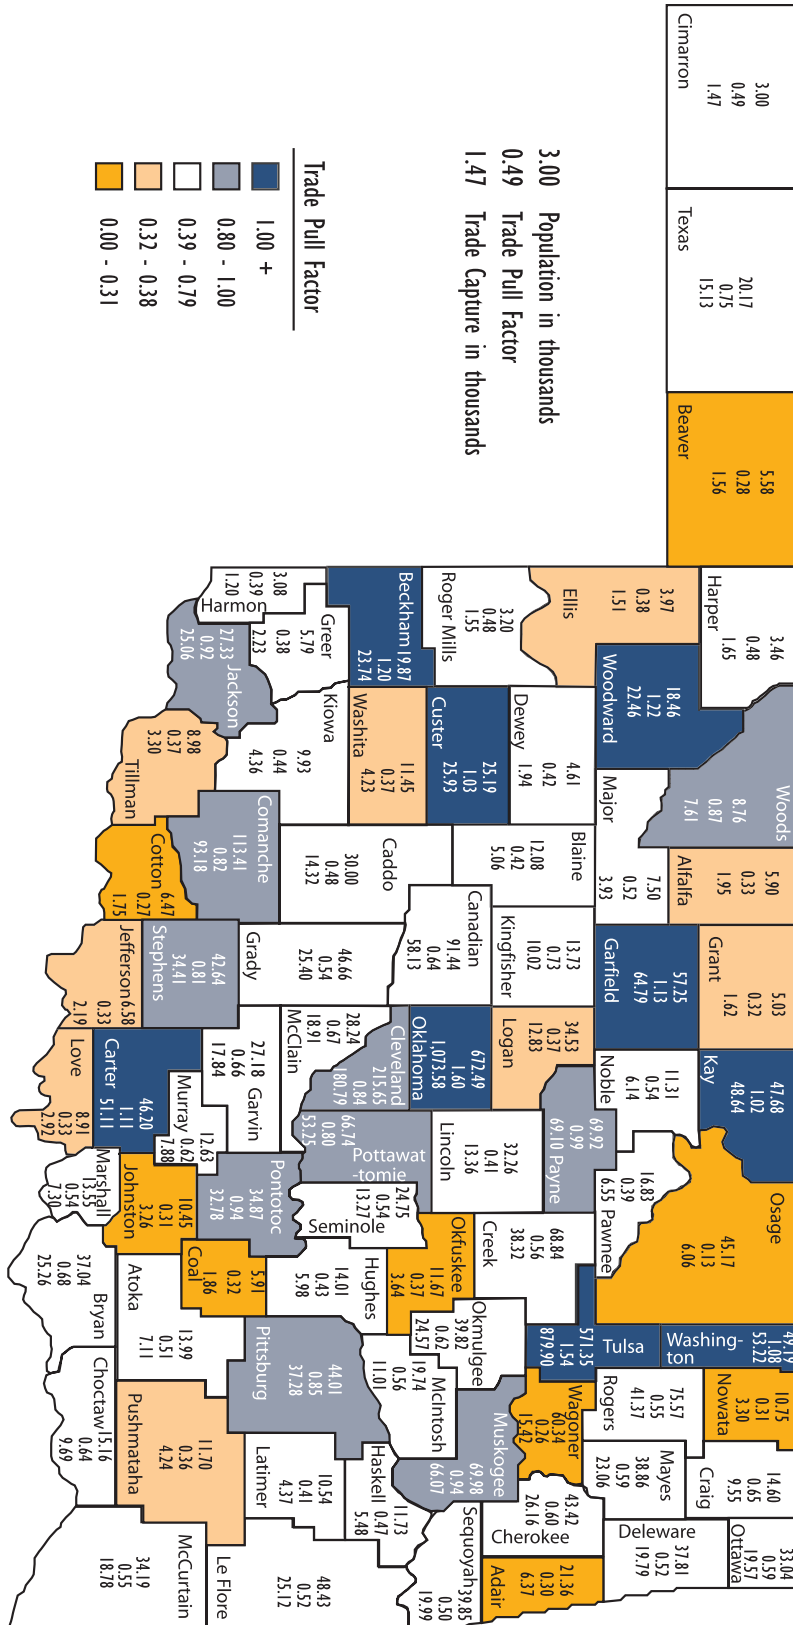 Cimarron
3.00
0.49
1.47
Texas
20.17
0.75
15.13
Beaver
5.58
0.28
1.56
Harper
3.46
0.48
1.65
Woods
8.76
0.87
7.61
Alfalfa
5.90
0.33
1.95
Grant
5.03
0.32
1.62
Kay
47.68
1.02
48.64
Osage
45.17
0.13
6.06
Washing-
ton
49.19
1.08
53.22
Nowata
10.75
0.31
3.30
Craig
14.60
0.65
9.55
Ottawa
33.04
0.59
19.57
Ellis
3.97
0.38
1.51
Woodward
18.46
1.22
22.46
Major
7.50
0.52
3.93
Garfield
57.25
1.13
64.79
Noble
11.31
0.54
6.14
Pawnee
16.83
0.39
6.55
Tulsa
571.35
1.54
879.90
Rogers
75.57
0.55
41.37
Mayes
38.86
0.59
23.06
Deleware
37.81
0.52
19.79
Roger Mills
3.20
0.48
1.55
Dewey
4.61
0.42
1.94
Blaine
12.08
0.42
5.06
Kingfisher
13.73
0.73
10.02
Logan
34.53
0.37
12.83
Payne
69.92
0.99
69.10
Creek
68.84
0.56
38.32
Wagoner
60.34
0.26
15.42
Cherokee
43.42
0.60
26.16
Adair
21.36
0.30
6.37
Beckham
19.87
1.20
23.74
Custer
25.19
1.03
25.93
Canadian
91.44
0.64
58.13
Oklahoma
672.49
1.60
1,073.58
Lincoln
32.26
0.41
13.36
Okfuskee
11.67
0.37
3.64
Okmulgee
39.82
0.62
24.57
Muskogee
69.98
0.94
66.07
Sequoyah
39.85
0.50
19.99
Washita
11.45
0.37
4.23
Caddo
30.00
0.48
14.32
Grady
46.66
0.54
25.40
McClain
28.24
0.67
18.91
Cleveland
215.65
0.84
180.79
Pottawat
-tomie
66.74
0.80
53.25
Seminole
24.75
0.54
13.27
Hughes
14.01
0.43
5.98
McIntosh
19.74
0.56
11.01
Haskell
11.73
0.47
5.48
Harmon
3.08
0.39
1.20
Greer
5.79
0.38
2.23
Kiowa
9.93
0.44
4.36
Jackson
27.33
0.92
25.06
Comanche
113.41
0.82
93.18
Stephens
42.64
0.81
34.41
Garvin
27.18
0.66
17.84
Murray
12.63
0.62
7.88
Pontotoc
34.87
0.94
32.78
Coal
5.91
0.32
1.86
Pittsburg
44.01
0.85
37.28
Latimer
10.54
0.41
4.37
Le Flore
48.43
0.52
25.12
Tillman
8.98
0.37
3.30
Cotton
6.47
0.27
1.75
Jefferson
6.58
0.33
2.19
Carter
46.20
1.11
51.11
Love
8.91
0.33
2.92
Johnston
10.45
0.31
3.26
Marshall
13.55
0.54
7.30
Atoka
13.99
0.51
7.11
Bryan
37.04
0.68
25.26
Pushmataha
11.70
0.36
4.24
Choctaw
15.16
0.64
9.69
McCurtain
34.19
0.55
18.78
3.00 Population in thousands
0.49 Trade Pull Factor
1.47 Trade Capture in thousands
Trade Pull Factor
1.00 +
0.80 - 1.00
0.39 - 0.79
0.32 - 0.38
0.00 - 0.31